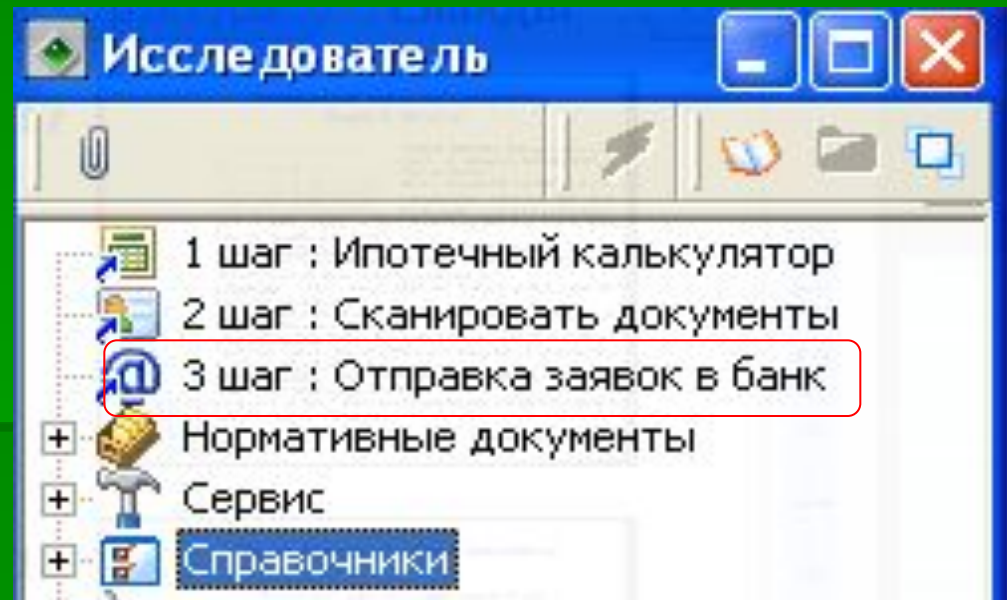 Исследователь
1 шаг : Ипотечный калькулятор
2 шаг : Сканировать документы
3 шаг : Отправка заявок в банк
Нормативные документы
Сервис
Справочники